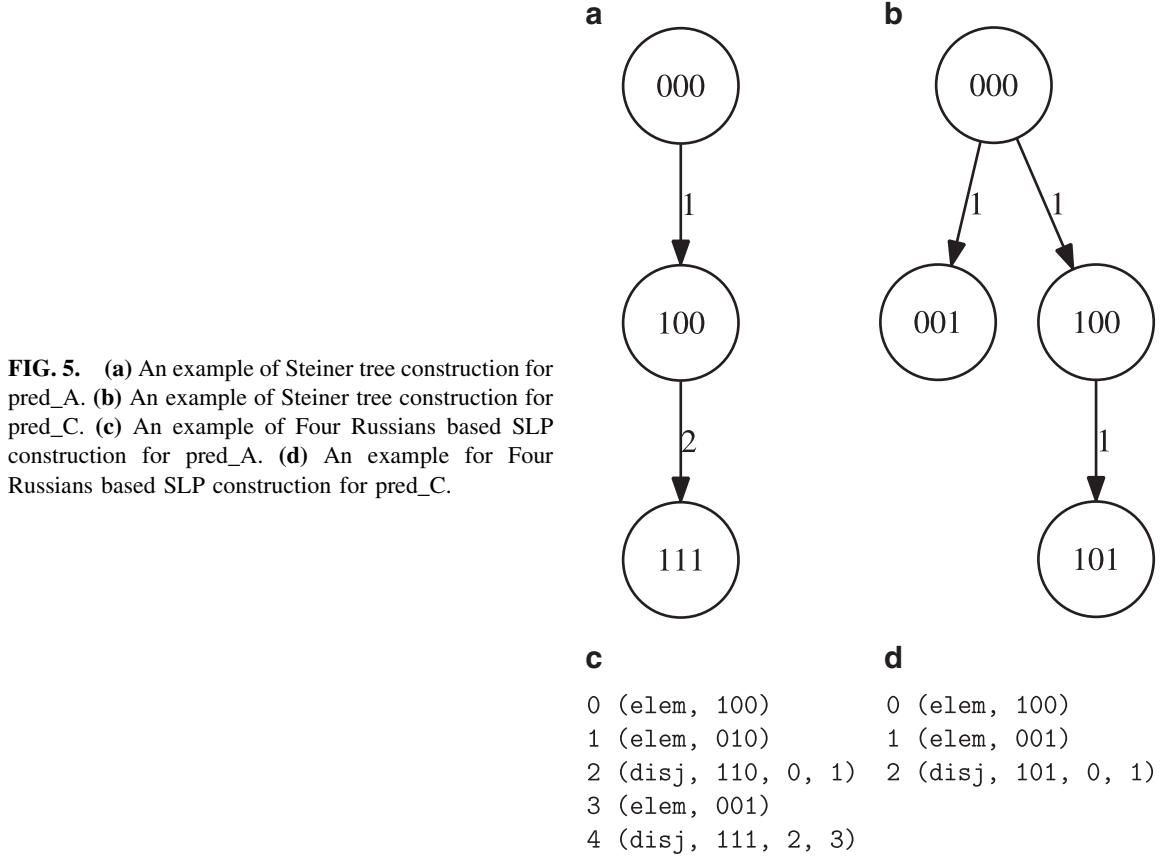 a
b
000
000
1
1
1
100
001
100
2
1
111
101
FIG. 5. (a) An example of Steiner tree construction for
pred_A. (b) An example of Steiner tree construction for
pred_C. (c) An example of Four Russians based SLP
construction for pred_A. (d) An example for Four
Russians based SLP construction for pred_C.
c
0 (elem, 100)
1 (elem, 010)
2 (disj, 110, 0, 1)
3 (elem, 001)
4 (disj, 111, 2, 3)
d
0 (elem, 100)
1 (elem, 001)
2 (disj, 101, 0, 1)